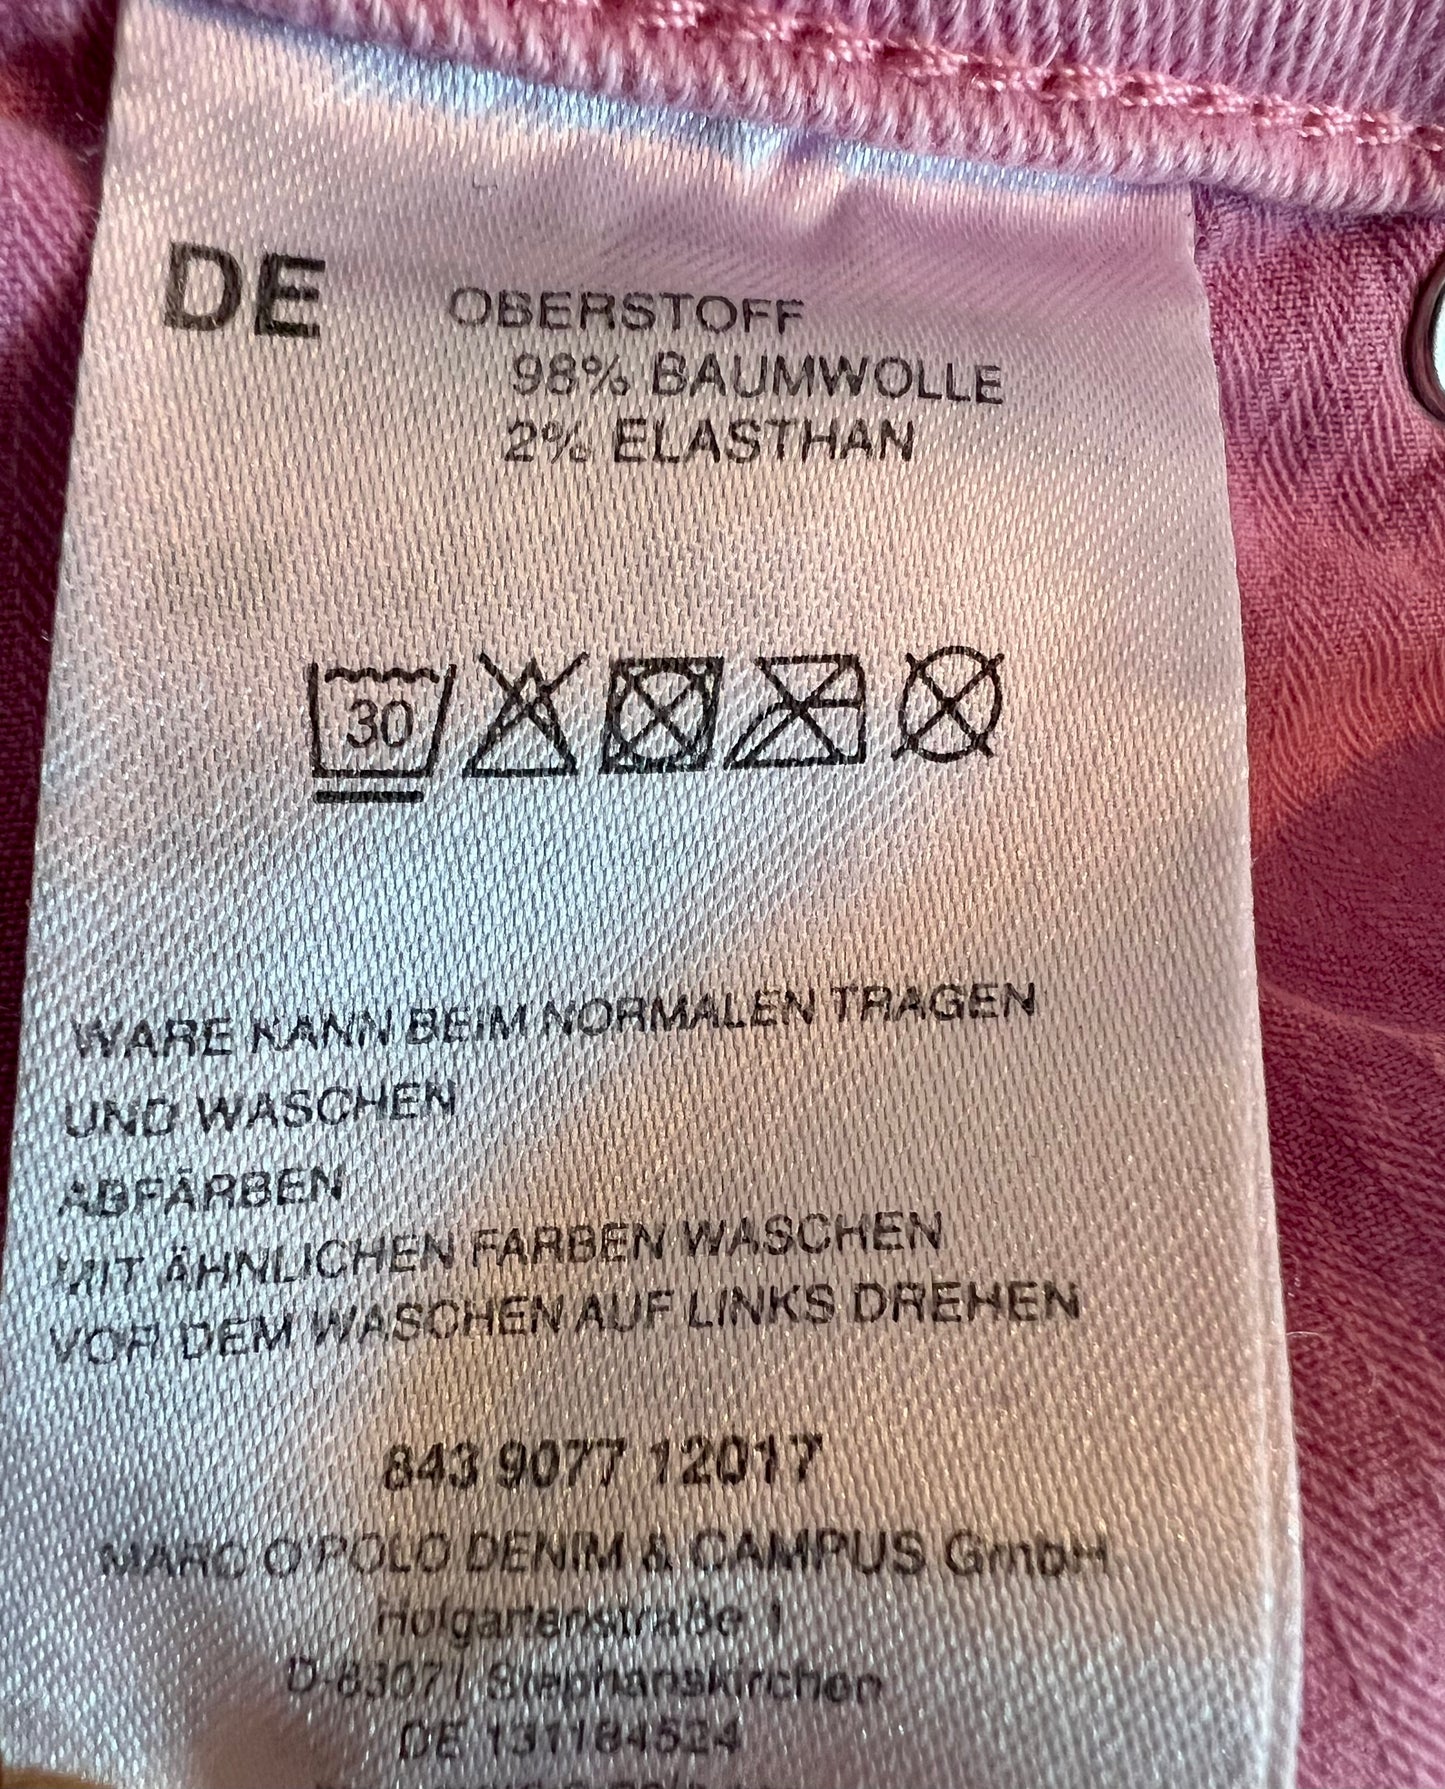 DE
OBERSTOFF
98% BAUMWOLLE
2% ELASTHAN
30
WARE KANN BEIM NORMALEN TRAGEN
UND WASCHEN
ABFÄRBEN
MIT ÄHNLICHEN FARBEN WASCHEN
VOR DEM WASCHEN AUF LINKS DREHEN
843 9077 12017
MARC O'POLO DENIM & CAMPUS GmbH
Hofgartenstraße 1
D-83071 Stephanskirchen
DE 131184524